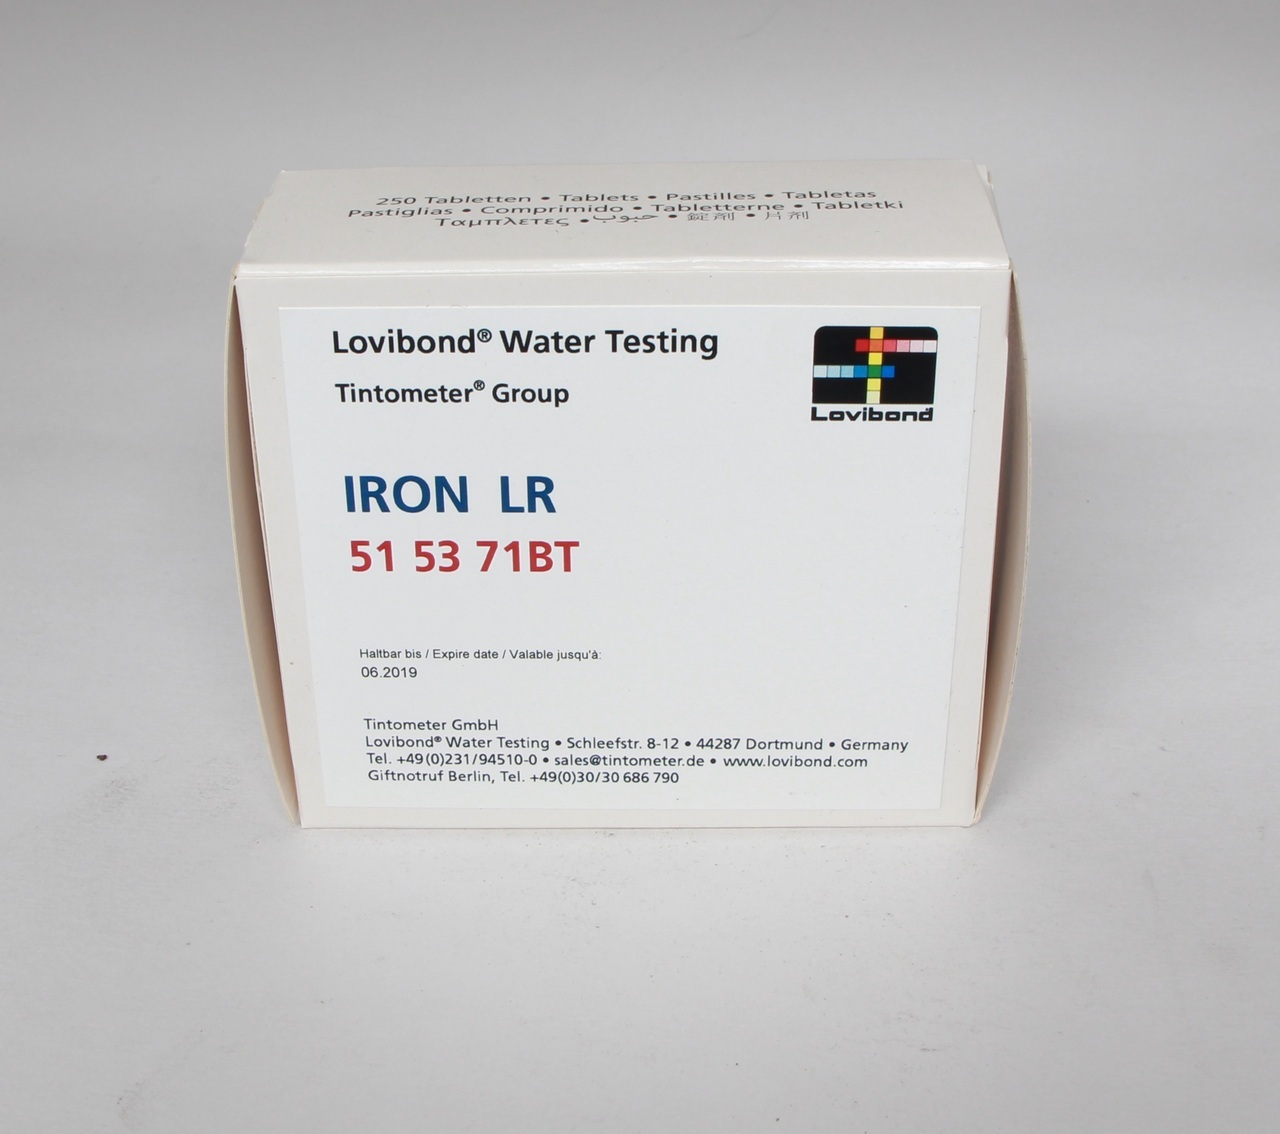 250 Tabletten • Tablets • Pastilles • Tabletas
Pastiglias • Comprimido • Tabletterne • Tabletki
Ταμπλετες • حبوب • 錠剤 • 片剂
Lovibond® Water Testing
Tintometer® Group
Lovibond
IRON LR
51 53 71BT
Haltbar bis / Expire date / Valable jusqu'à:
06.2019
Tintometer GmbH
Lovibond® Water Testing • Schleefstr. 8-12 • 44287 Dortmund • Germany
Tel. +49(0)231/94510-0 • sales@tintometer.de • www.lovibond.com
Giftnotruf Berlin, Tel. +49(0)30/30 686 790